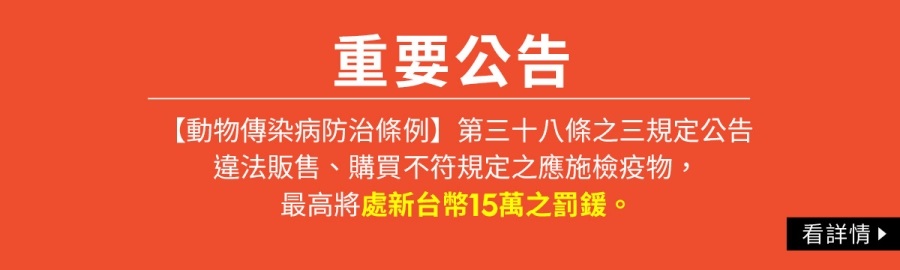 重要公告
【動物傳染病防治條例】第三十八條之三規定公告
違法販售、購買不符規定之應施檢疫物，
最高將處新台幣15萬之罰鍰。
看詳情▶